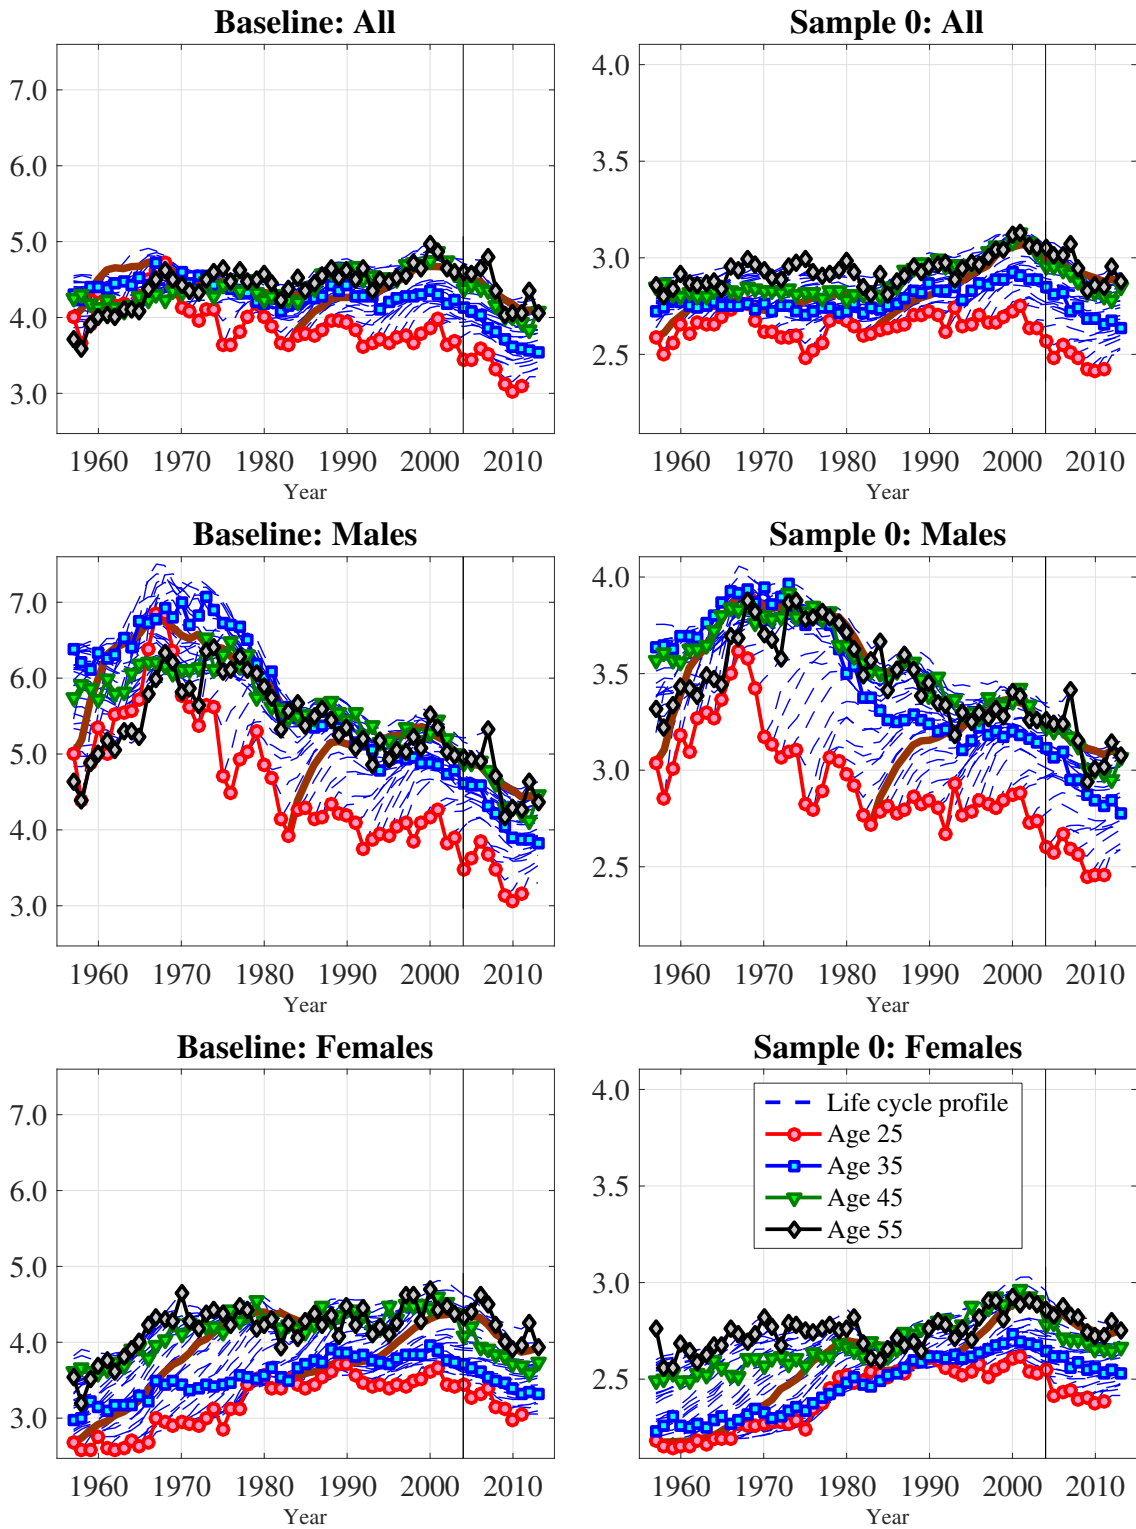 Baseline: All
7.0
6.0
5.0
4.0
3.0
1960 1970 1980 1990 2000 2010
Year
Sample 0: All
4.0
3.5
3.0
2.5
1960 1970 1980 1990 2000 2010
Year
Baseline: Males
7.0
6.0
5.0
4.0
3.0
1960 1970 1980 1990 2000 2010
Year
Sample 0: Males
4.0
3.5
3.0
2.5
1960 1970 1980 1990 2000 2010
Year
Baseline: Females
7.0
6.0
5.0
4.0
3.0
1960 1970 1980 1990 2000 2010
Year
Sample 0: Females
4.0
3.5
3.0
2.5
Life cycle profile
Age 25
Age 35
Age 45
Age 55
1960 1970 1980 1990 2000 2010
Year